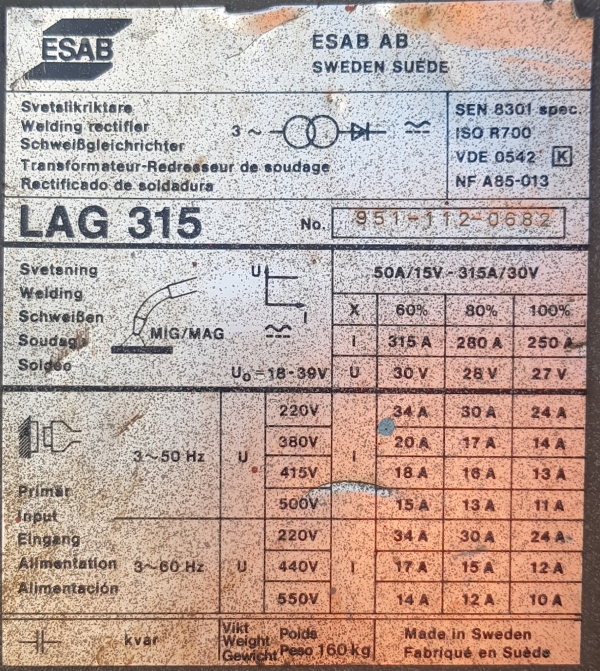 ESAB
ESAB AB
SWEDEN SUÉDE
Svetslikriktare
Welding rectifier
Schweißgleichrichter
Transformateur-Redresseur de soudage
Rectificado de soldadura
3 ~
SEN 8301 spec.
ISO R700
VDE 0542 K
NF A85-013
LAG 315
No. 951-112-0682
Svetsning
Welding
Schweißen
Soudage
Soldeo
MIG/MAG
U
I
U₀-18-39V
50A/15V - 315A/30V
X 60% 80% 100%
I 315 A 280 A 250 A
U 30 V 28 V 27 V
Primär
Input
Eingang
Alimentation
Alimentación
3~50 Hz U I
220V 34 A 30 A 24 A
380V 20 A 17 A 14 A
415V 18 A 16 A 13 A
500V 15 A 13 A 11 A
3~60 Hz U I
220V 34 A 30 A 24 A
440V 17 A 15 A 12 A
550V 14 A 12 A 10 A
kvar
Vikt Poids
Weight
Gewicht Peso 160 kg
Made in Sweden
Fabriqué en Suède